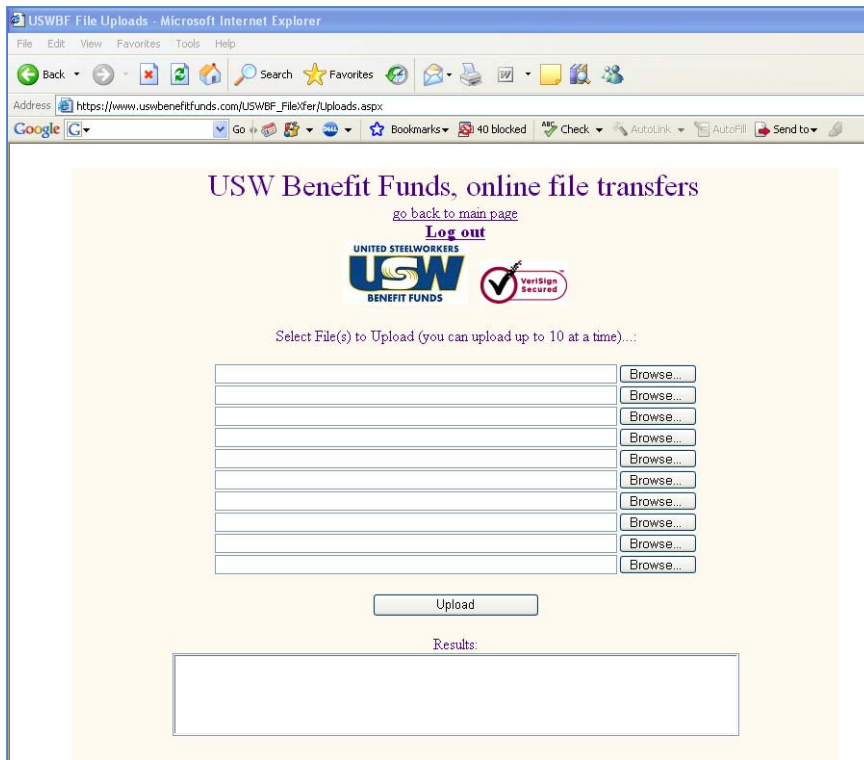 USWBF File Uploads - Microsoft Internet Explorer
File Edit View Favorites Tools Help
Back Search Favorites
Address https://www.uswbenefitfunds.com/USWBF_FileXfer/Uploads.aspx
Google G Go Bookmarks 40 blocked ABC Check AutoLink AutoFill Send to
USW Benefit Funds, online file transfers
go back to main page
Log out
UNITED STEELWORKERS
USW
BENEFIT FUNDS
VeriSign
Secured
Select File(s) to Upload (you can upload up to 10 at a time)...:
Browse...
Browse...
Browse...
Browse...
Browse...
Browse...
Browse...
Browse...
Browse...
Browse...
Upload
Results: